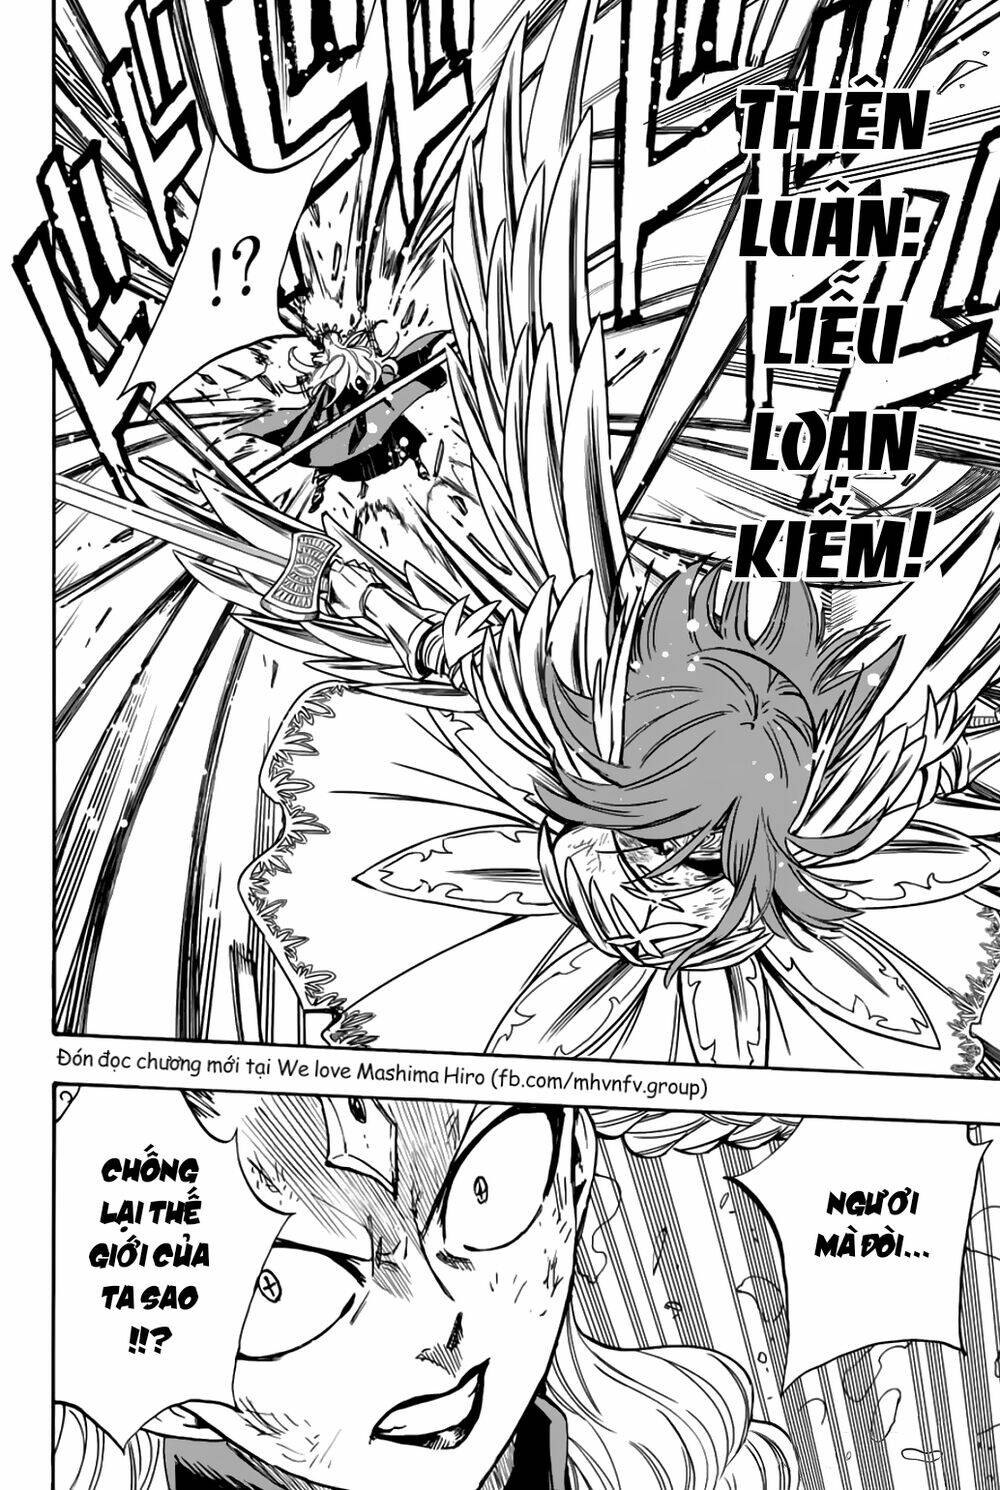 THIÊN
LUÂN:
LIỄU
LOẠN
KIẾM!
!?
Đón đọc chương mới tại We love Mashima Hiro (fb.com/mhvnfv.group)
NGƯƠI
MÀ ĐÒI...
CHỐNG
LẠI THẾ
GIỚI CỦA
TA SAO
!!?